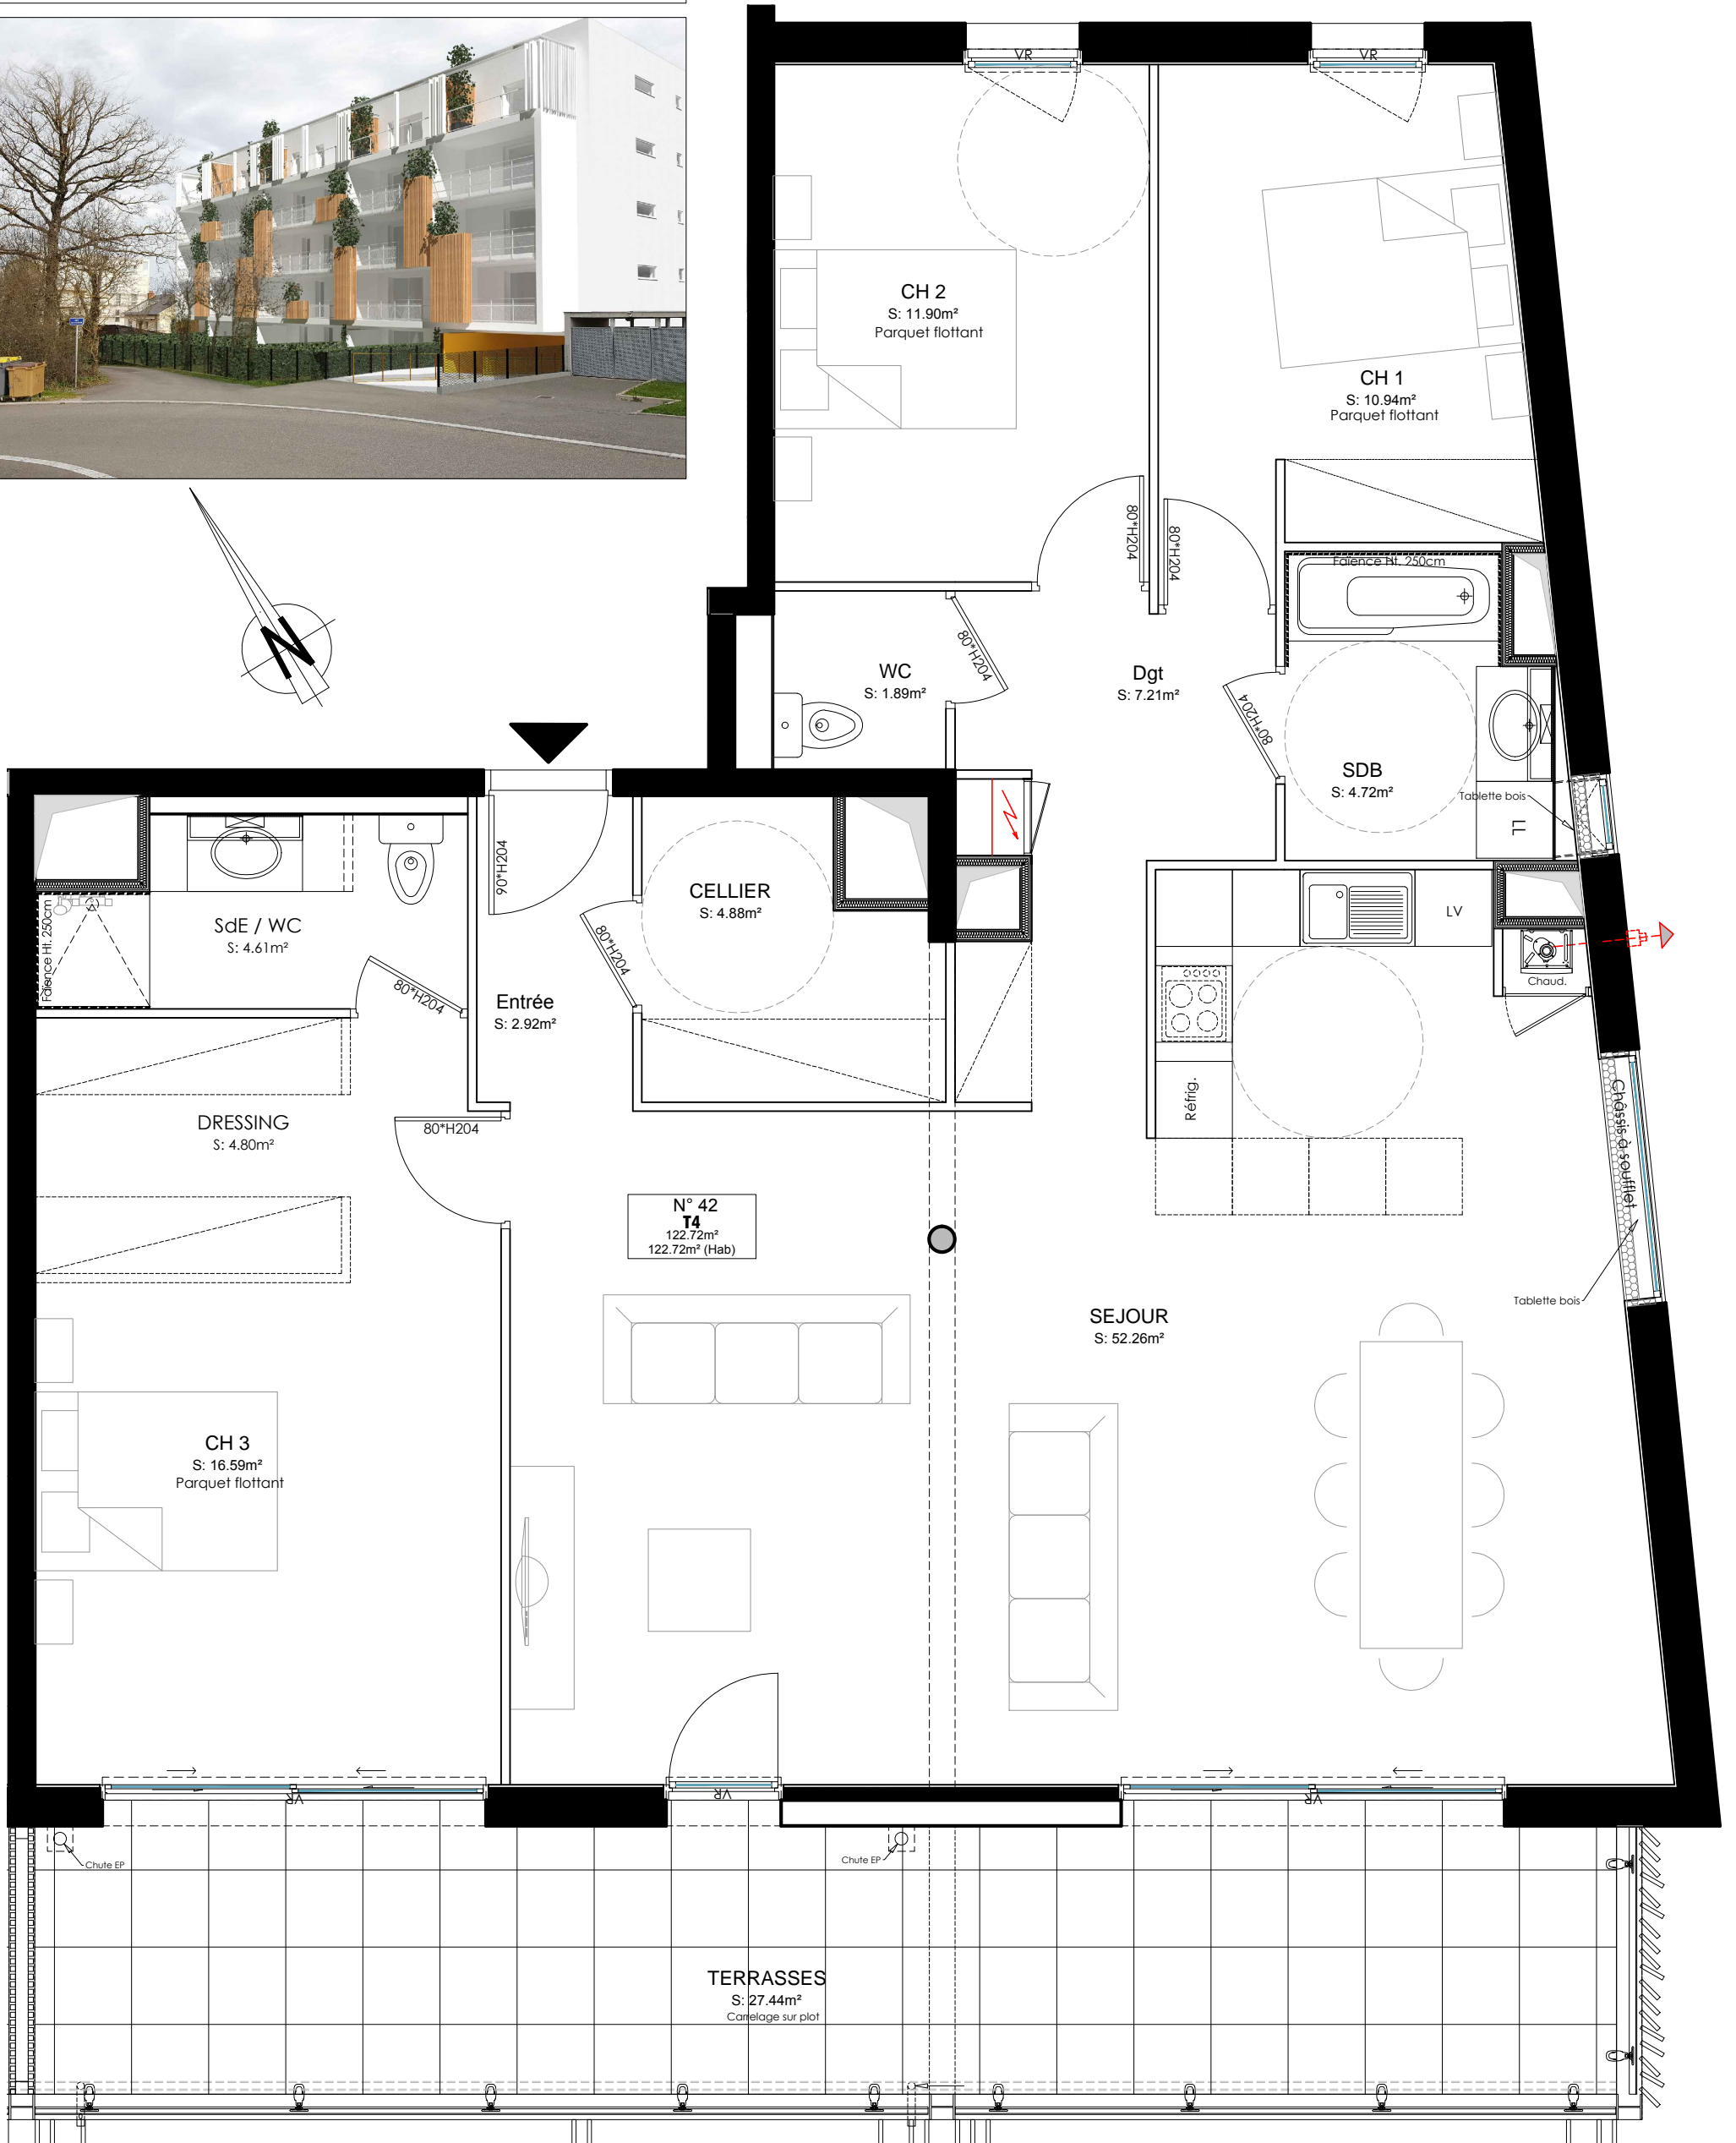 VR
VR
CH 2
S: 11.90m²
Parquet flottant
CH 1
S: 10.94m²
Parquet flottant
80*H204
80*H204
Faïence Ht. 250cm
N
WC
S: 1.89m²
80*H204
Dgt
S: 7.21m²
80*H204
SDB
S: 4.72m²
Tablette bois
LL
90*H204
CELLIER
S: 4.88m²
80*H204
LV
Chaud.
Faïence Ht. 250cm
SdE / WC
S: 4.61m²
80*H204
Entrée
S: 2.92m²
Réfrig.
Châssis à soufflet
DRESSING
S: 4.80m²
80*H204
N° 42
T4
122.72m²
122.72m² (Hab)
Tablette bois
SEJOUR
S: 52.26m²
CH 3
S: 16.59m²
Parquet flottant
VR
VR
VR
Chute EP
Chute EP
TERRASSES
S: 27.44m²
Carrelage sur plot